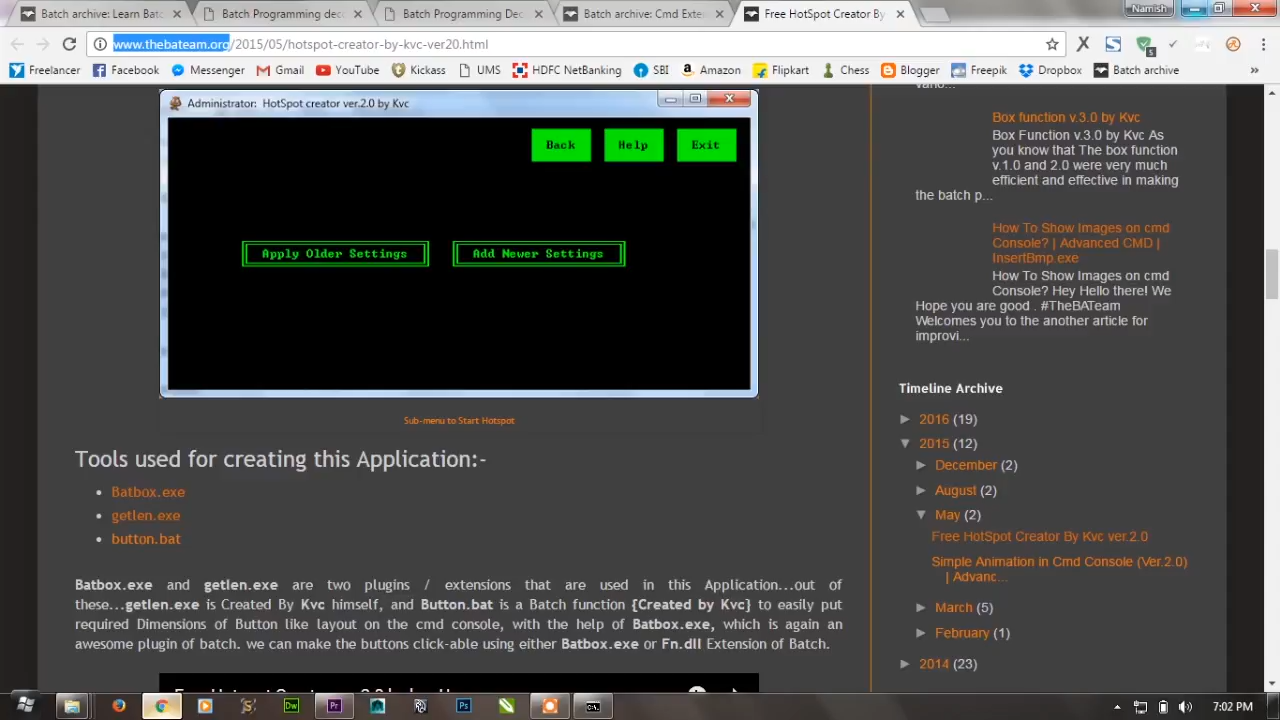 Batch archive: Learn Bat
Batch Programming deco
Batch Programming Deco
Batch archive: Cmd Exte
Free HotSpot Creator By
Narnish
www.thebateam.org/2015/05/hotspot-creator-by-kvc-ver20.html
Freelancer
Facebook
Messenger
Gmail
YouTube
Kickass
UMS
HDFC NetBanking
SBI
Amazon
Flipkart
Chess
Blogger
Freepik
Dropbox
Batch archive
»
Administrator: HotSpot creator ver.2.0 by Kvc
Back
Help
Exit
Apply Older Settings
Add Newer Settings
Sub-menu to Start Hotspot
Tools used for creating this Application:-
Batbox.exe
getlen.exe
button.bat
Batbox.exe and getlen.exe are two plugins / extensions that are used in this Application...out of
these...getlen.exe is Created By Kvc himself, and Button.bat is a Batch function {Created by Kvc} to easily put
required Dimensions of Button like layout on the cmd console, with the help of Batbox.exe, which is again an
awesome plugin of batch. we can make the buttons click-able using either Batbox.exe or Fn.dll Extension of Batch.
vario...
Box function v.3.0 by Kvc
Box Function v.3.0 by Kvc As
you know that The box function
v.1.0 and 2.0 were very much
efficient and effective in making
the batch p...
How To Show Images on cmd
Console? | Advanced CMD |
InsertBmp.exe
How To Show Images on cmd
Console? Hey Hello there! We
Hope you are good . #TheBATeam
Welcomes you to the another article for
improvi...
Timeline Archive
► 2016 (19)
▼ 2015 (12)
► December (2)
► August (2)
▼ May (2)
Free HotSpot Creator By Kvc ver.2.0
Simple Animation in Cmd Console (Ver.2.0)
| Advanc...
► March (5)
► February (1)
► 2014 (23)
7:02 PM